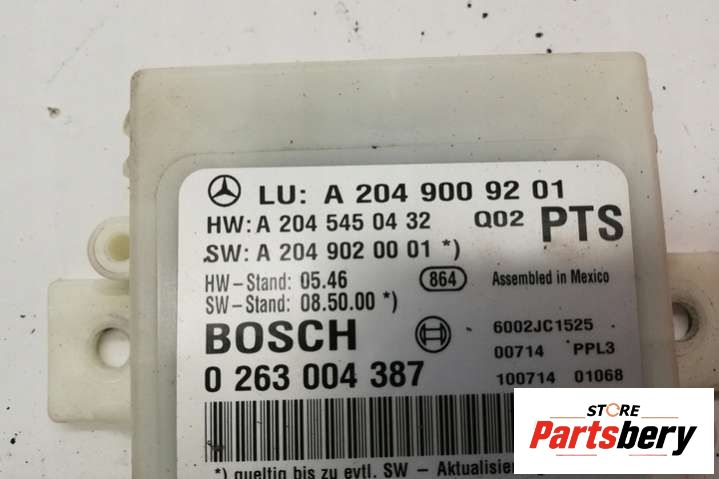 LU: A 204 900 92 01
HW: A 204 545 04 32 Q02 PTS
SW: A 204 902 00 01 *)
HW-Stand: 05.46 864 Assembled in Mexico
SW-Stand: 08.50.00 *)
BOSCH 6002JC1525
00714 PPL3
0 263 004 387 100714 01068
*) gueltig bis zu evtl. SW - Aktualisierung
STORE
Partsbery